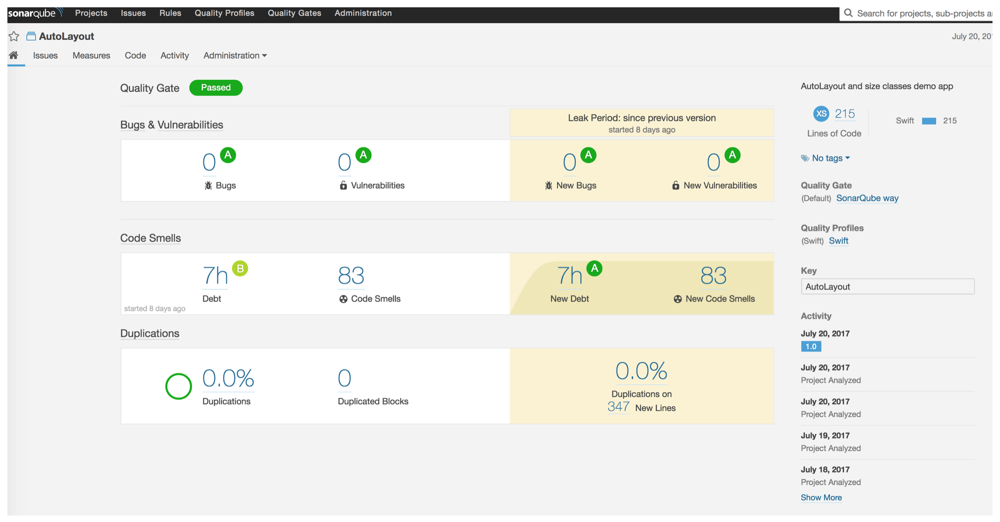 sonarqube Projects Issues Rules Quality Profiles Quality Gates Administration Search for projects, sub-projects
AutoLayout July 20,
Issues Measures Code Activity Administration
Quality Gate Passed
Bugs & Vulnerabilities
Leak Period: since previous version
started 8 days ago
0 A 0 A 0 A 0 A
Bugs Vulnerabilities New Bugs New Vulnerabilities
Code Smells
7h B 83 7h A 83
Debt Code Smells New Debt New Code Smells
started 8 days ago
Duplications
0.0% 0 0.0%
Duplications Duplicated Blocks Duplications on
347 New Lines
AutoLayout and size classes demo app
XS 215 Swift 215
Lines of Code
No tags
Quality Gate
(Default) SonarQube way
Quality Profiles
(Swift) Swift
Key
AutoLayout
Activity
July 20, 2017
1.0
July 20, 2017
Project Analyzed
July 20, 2017
Project Analyzed
July 19, 2017
Project Analyzed
July 18, 2017
Project Analyzed
Show More